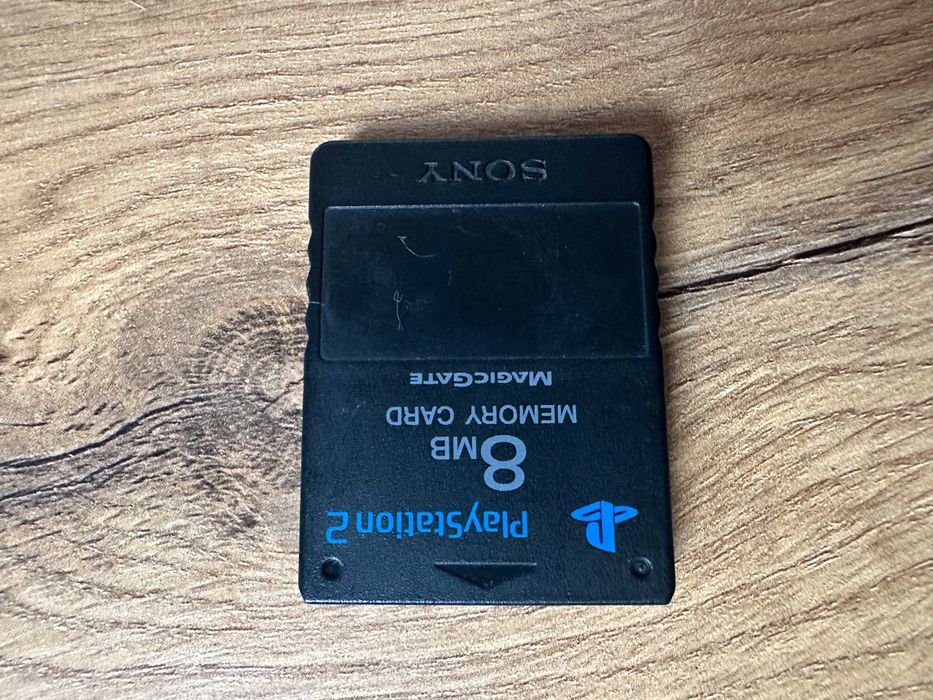 PlayStation 2
8MB
MEMORY CARD
MAGICGATE
SONY